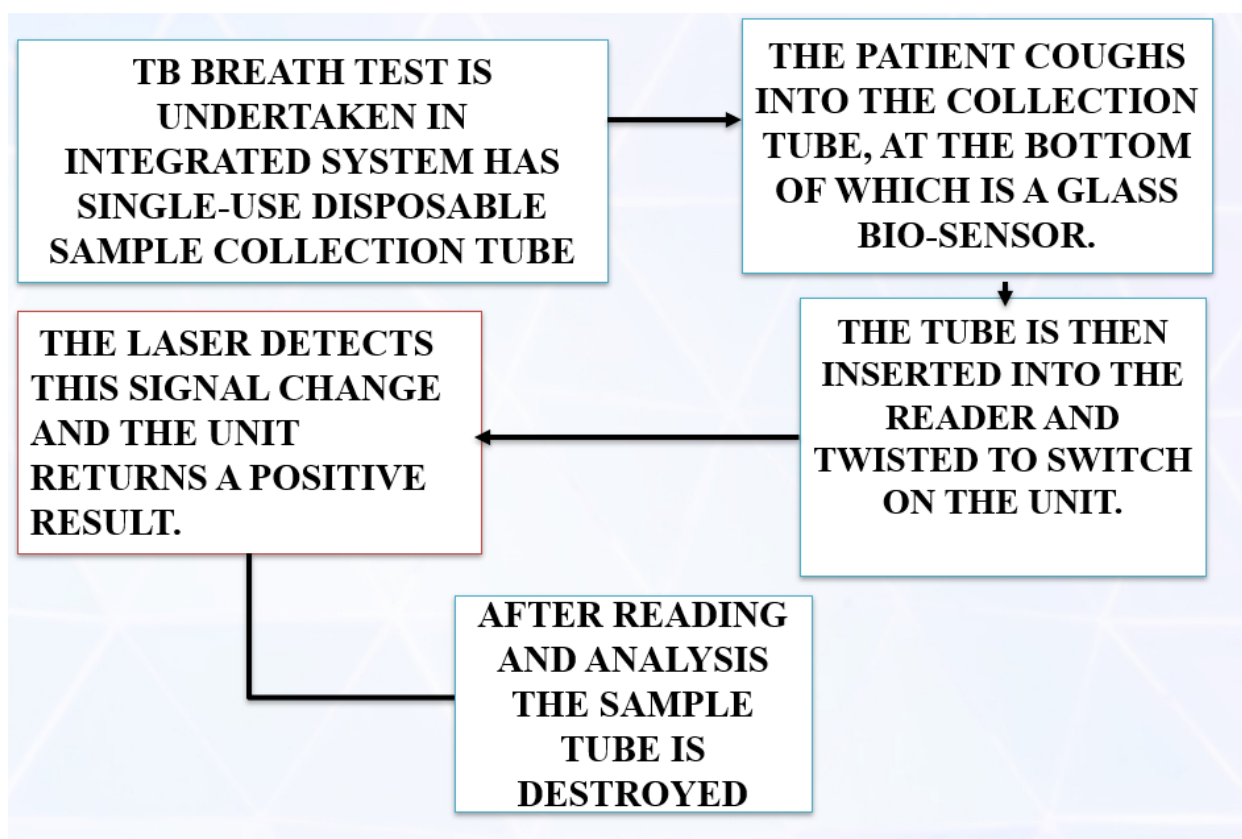 TB BREATH TEST IS
UNDERTAKEN IN
INTEGRATED SYSTEM HAS
SINGLE-USE DISPOSABLE
SAMPLE COLLECTION TUBE
THE PATIENT COUGHS
INTO THE COLLECTION
TUBE, AT THE BOTTOM
OF WHICH IS A GLASS
BIO-SENSOR.
THE TUBE IS THEN
INSERTED INTO THE
READER AND
TWISTED TO SWITCH
ON THE UNIT.
THE LASER DETECTS
THIS SIGNAL CHANGE
AND THE UNIT
RETURNS A POSITIVE
RESULT.
AFTER READING
AND ANALYSIS
THE SAMPLE
TUBE IS
DESTROYED